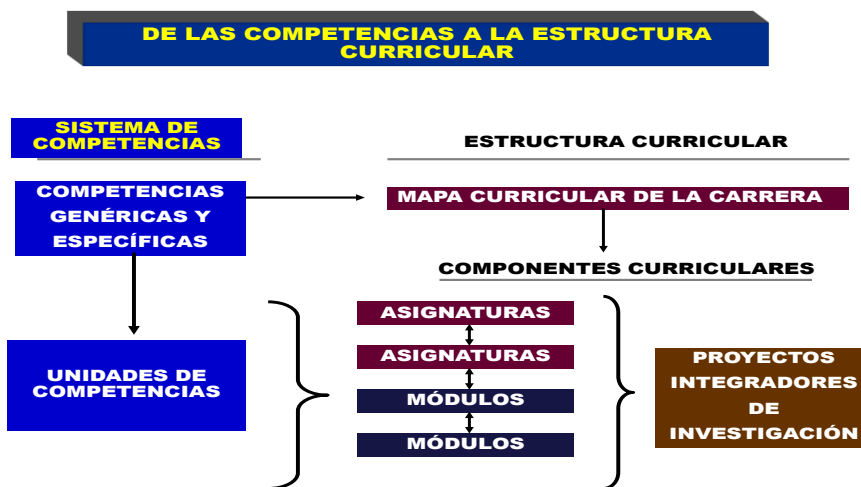 DE LAS COMPETENCIAS A LA ESTRUCTURA
CURRICULAR
SISTEMA DE
COMPETENCIAS
ESTRUCTURA CURRICULAR
COMPETENCIAS
GENÉRICAS Y
ESPECÍFICAS
MAPA CURRICULAR DE LA CARRERA
COMPONENTES CURRICULARES
UNIDADES DE
COMPETENCIAS
ASIGNATURAS
ASIGNATURAS
MÓDULOS
MÓDULOS
PROYECTOS
INTEGRADORES
DE
INVESTIGACIÓN